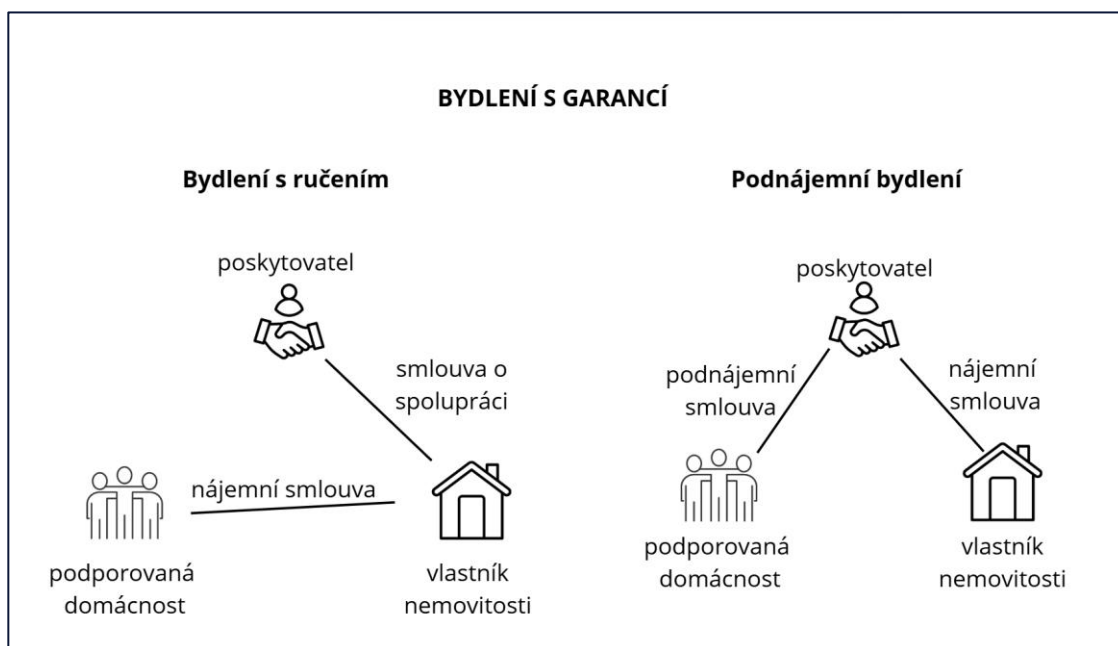 BYDLENÍ S GARANCÍ
Bydlení s ručením
poskytovatel
smlouva o
spolupráci
nájemní smlouva
podporovaná
domácnost
vlastník
nemovitosti
Podnájemní bydlení
poskytovatel
podnájemní
smlouva
nájemní
smlouva
podporovaná
domácnost
vlastník
nemovitosti